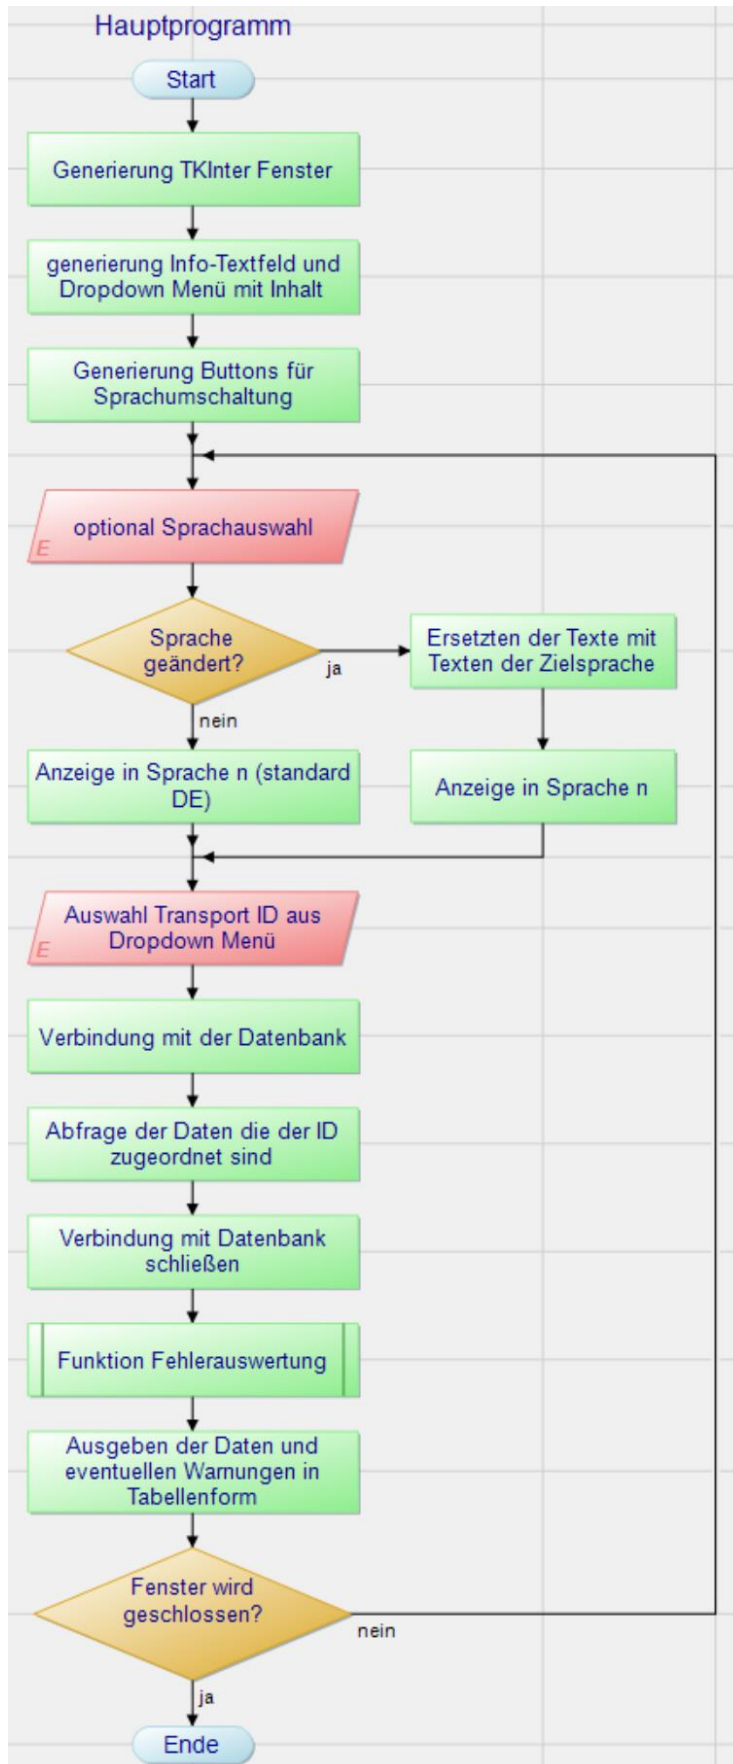 Hauptprogramm
Start
Generierung TKInter Fenster
generierung Info-Textfeld und
Dropdown Menü mit Inhalt
Generierung Buttons für
Sprachumschaltung
optional Sprachauswahl
E
Sprache
geändert?
ja
Ersetzten der Texte mit
Texten der Zielsprache
nein
Anzeige in Sprache n (standard
DE)
Anzeige in Sprache n
Auswahl Transport ID aus
Dropdown Menü
E
Verbindung mit der Datenbank
Abfrage der Daten die der ID
zugeordnet sind
Verbindung mit Datenbank
schließen
Funktion Fehlerauswertung
Ausgeben der Daten und
eventuellen Warnungen in
Tabellenform
Fenster wird
geschlossen?
nein
ja
Ende